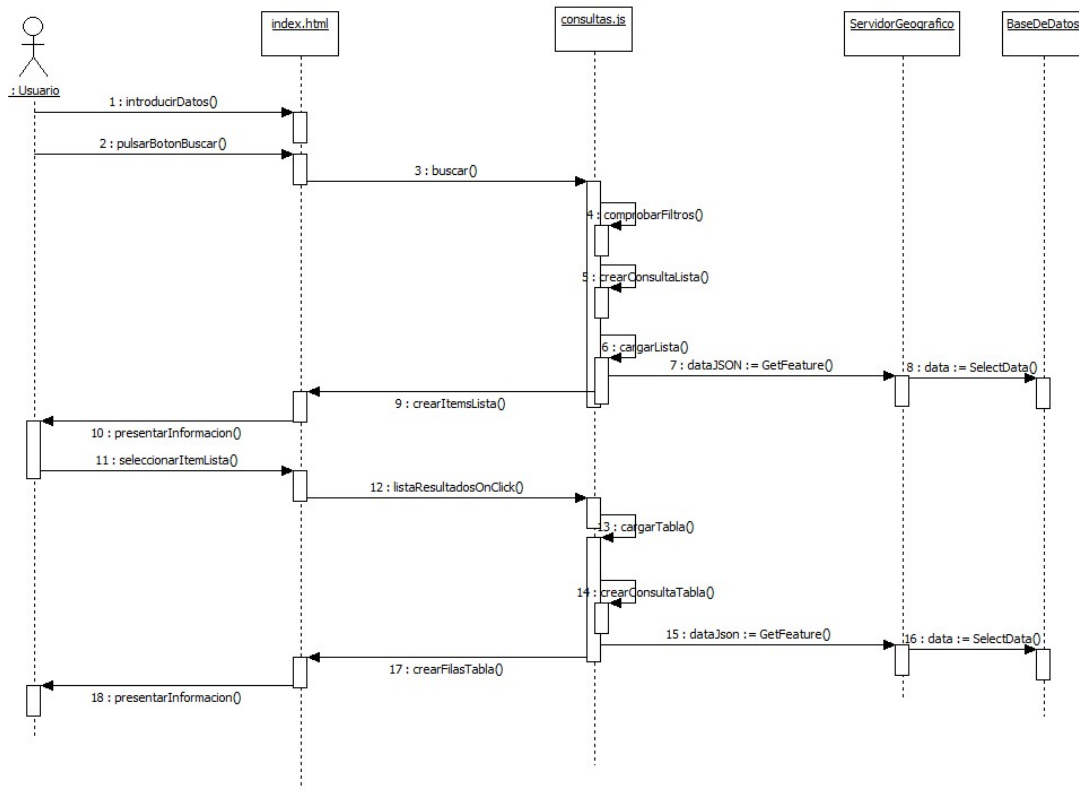 index.html
consultas.js
ServidorGeografico
BaseDeDatos
: Usuario
1 : introducirDatos()
2 : pulsarBotonBuscar()
3 : buscar()
4 : comprobarFiltros()
5 : crearConsultaLista()
6 : cargarLista()
7 : dataJSON := GetFeature()
8 : data := SelectData()
9 : crearItemsLista()
10 : presentarInformacion()
11 : seleccionarItemLista()
12 : listaResultadosOnClick()
13 : cargarTabla()
14 : crearConsultaTabla()
15 : dataJson := GetFeature()
16 : data := SelectData()
17 : crearFilasTabla()
18 : presentarInformacion()